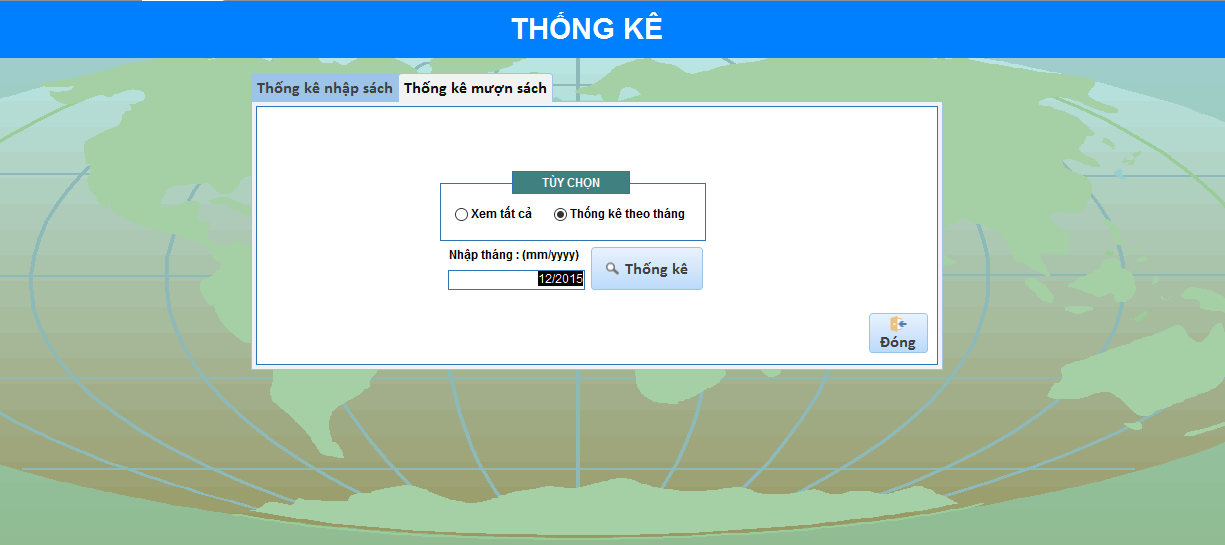 THỐNG KÊ
Thống kê nhập sách Thống kê mượn sách
TÙY CHỌN
Xem tất cả Thống kê theo tháng
Nhập tháng : (mm/yyyy)
12/2015
Thống kê
Đóng